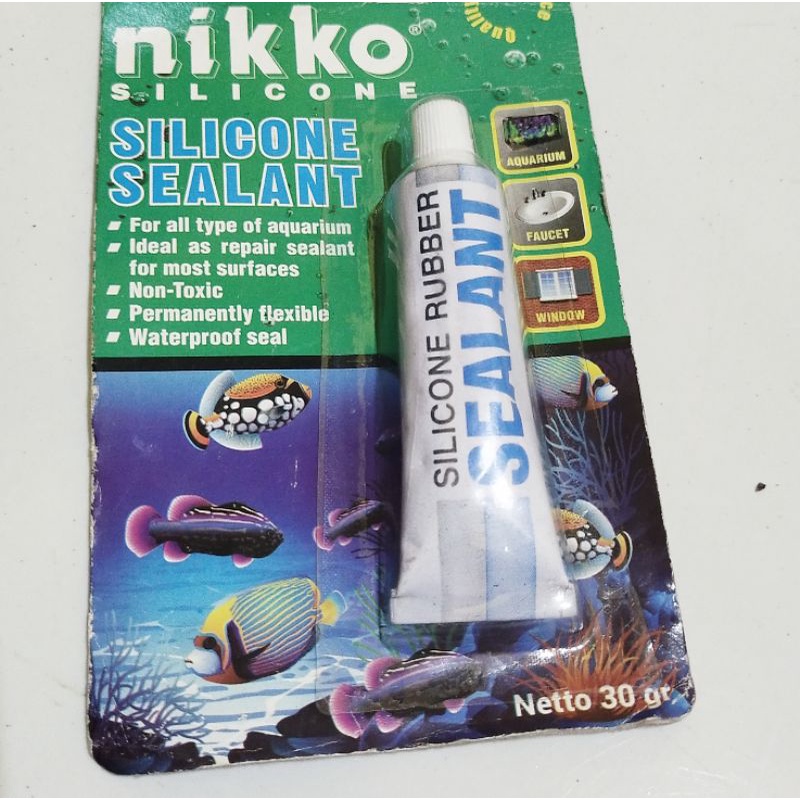 nikko®
SILICONE
SILICONE
SEALANT
For all type of aquarium
Ideal as repair sealant
for most surfaces
Non-Toxic
Permanently flexible
Waterproof seal
SILICONE RUBBER
SEALANT
AQUARIUM
FAUCET
WINDOW
Netto 30 gr